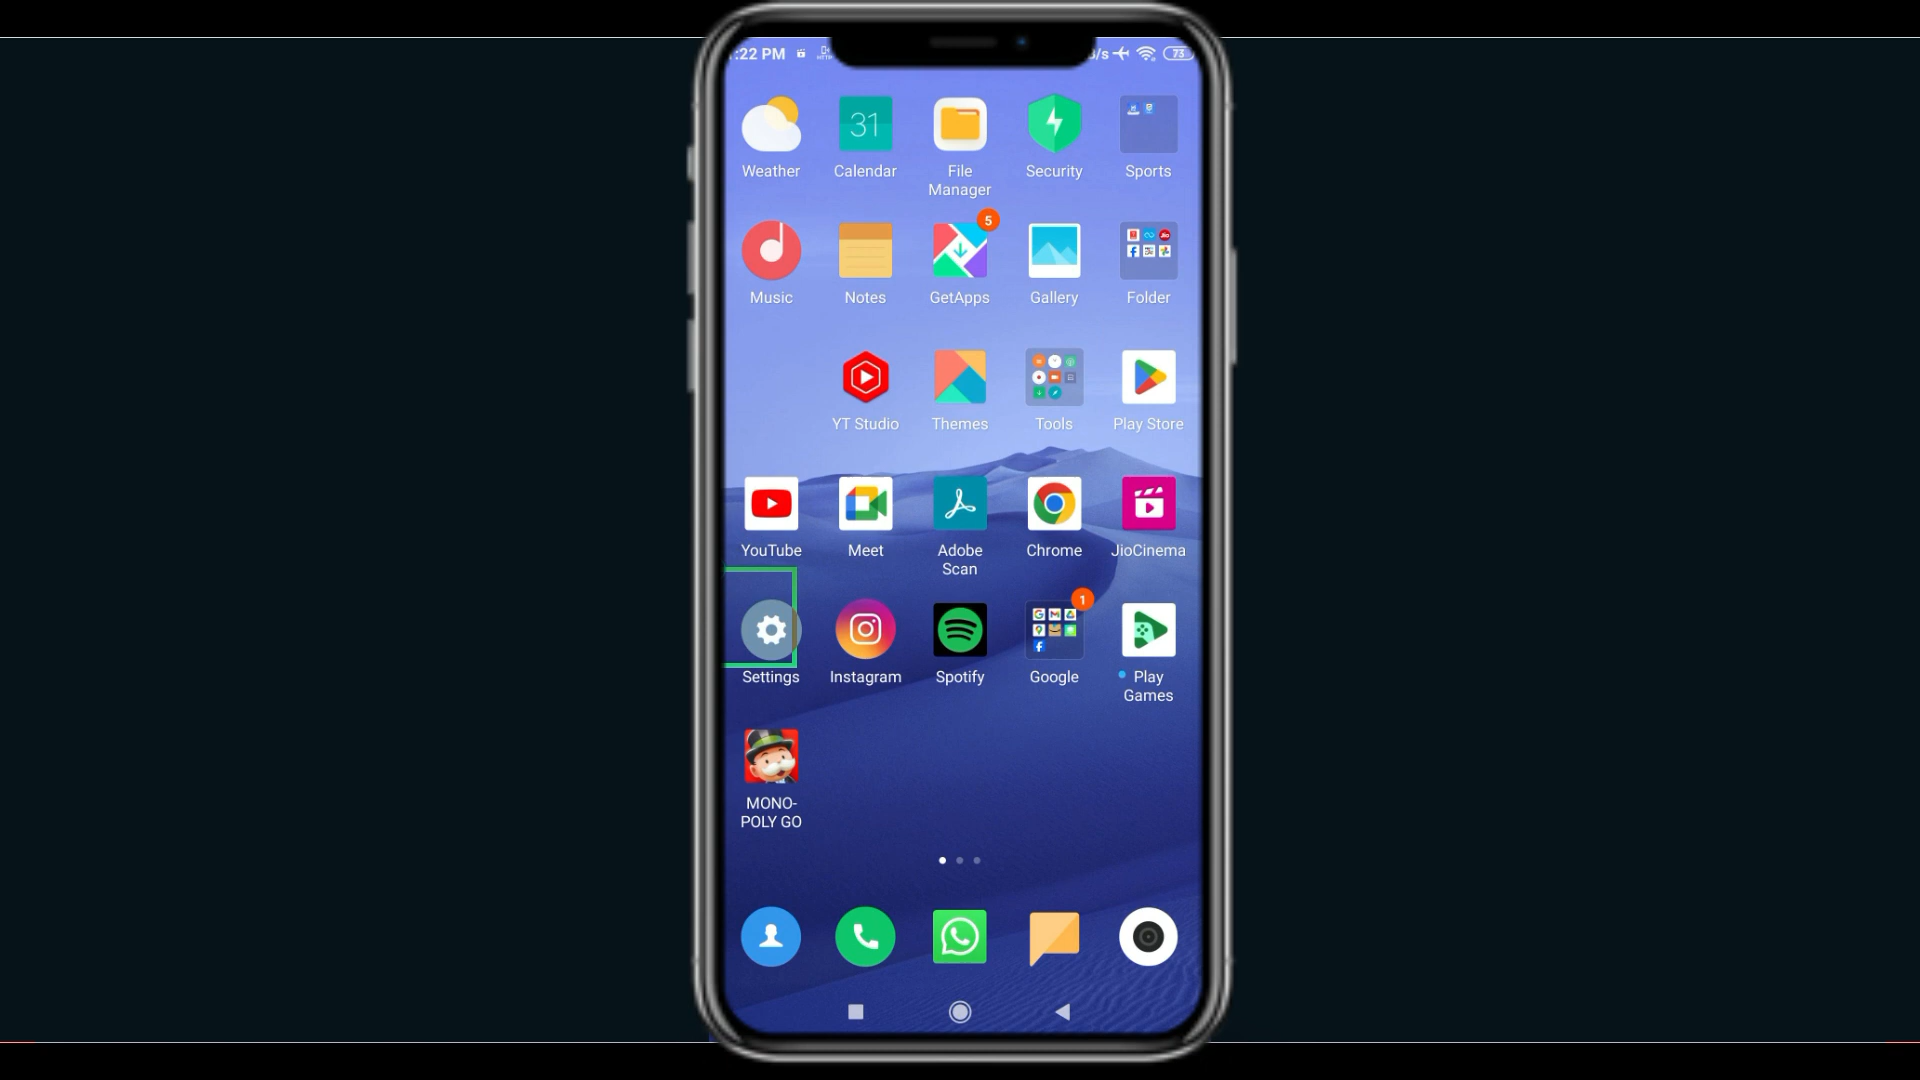 :22 PM
/s
73
31
Weather
Calendar
File
Manager
Security
Sports
5
Music
Notes
GetApps
Gallery
Folder
YT Studio
Themes
Tools
Play Store
YouTube
Meet
Adobe
Scan
Chrome
JioCinema
1
Settings
Instagram
Spotify
Google
Play
Games
MONO-
POLY GO